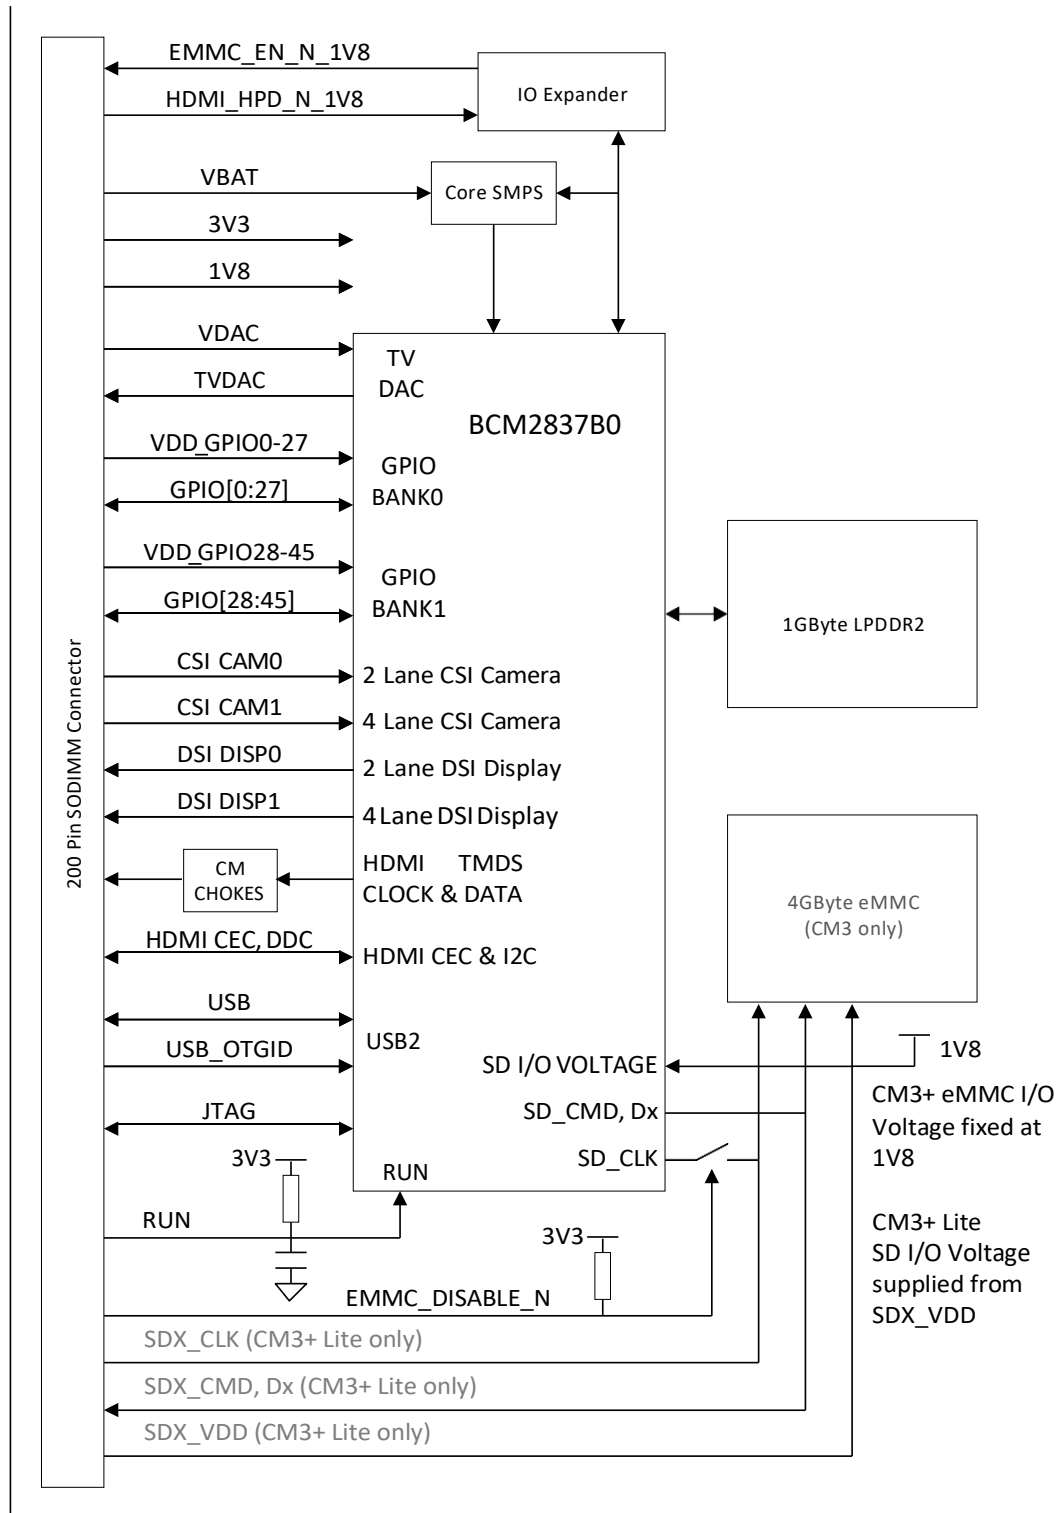 EMMC_EN_N_1V8
IO Expander
HDMI_HPD_N_1V8
VBAT
Core SMPS
3V3
1V8
VDAC
TV
DAC
TVDAC
BCM2837B0
VDD_GPIO0-27
GPIO
BANK0
GPIO[0:27]
VDD_GPIO28-45
GPIO
BANK1
GPIO[28:45]
1GByte LPDDR2
200 Pin SODIMM Connector
CSI CAM0
2 Lane CSI Camera
CSI CAM1
4 Lane CSI Camera
DSI DISP0
2 Lane DSI Display
DSI DISP1
4 Lane DSI Display
CM
CHOKES
HDMI TMDS
CLOCK & DATA
4GByte eMMC
(CM3 only)
HDMI CEC, DDC
HDMI CEC & I2C
USB
USB2
USB_OTGID
SD I/O VOLTAGE
1V8
CM3+ eMMC I/O
Voltage fixed at
1V8
SD_CMD, Dx
JTAG
SD_CLK
3V3
RUN
RUN
CM3+ Lite
SD I/O Voltage
supplied from
SDX_VDD
3V3
EMMC_DISABLE_N
SDX_CLK (CM3+ Lite only)
SDX_CMD, Dx (CM3+ Lite only)
SDX_VDD (CM3+ Lite only)